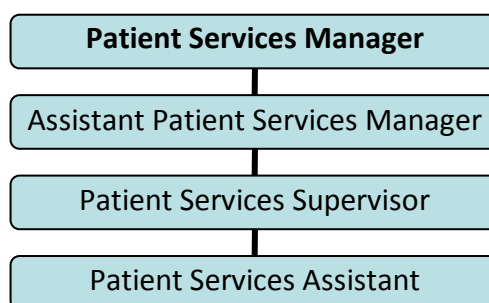 Patient Services Manager
Assistant Patient Services Manager
Patient Services Supervisor
Patient Services Assistant